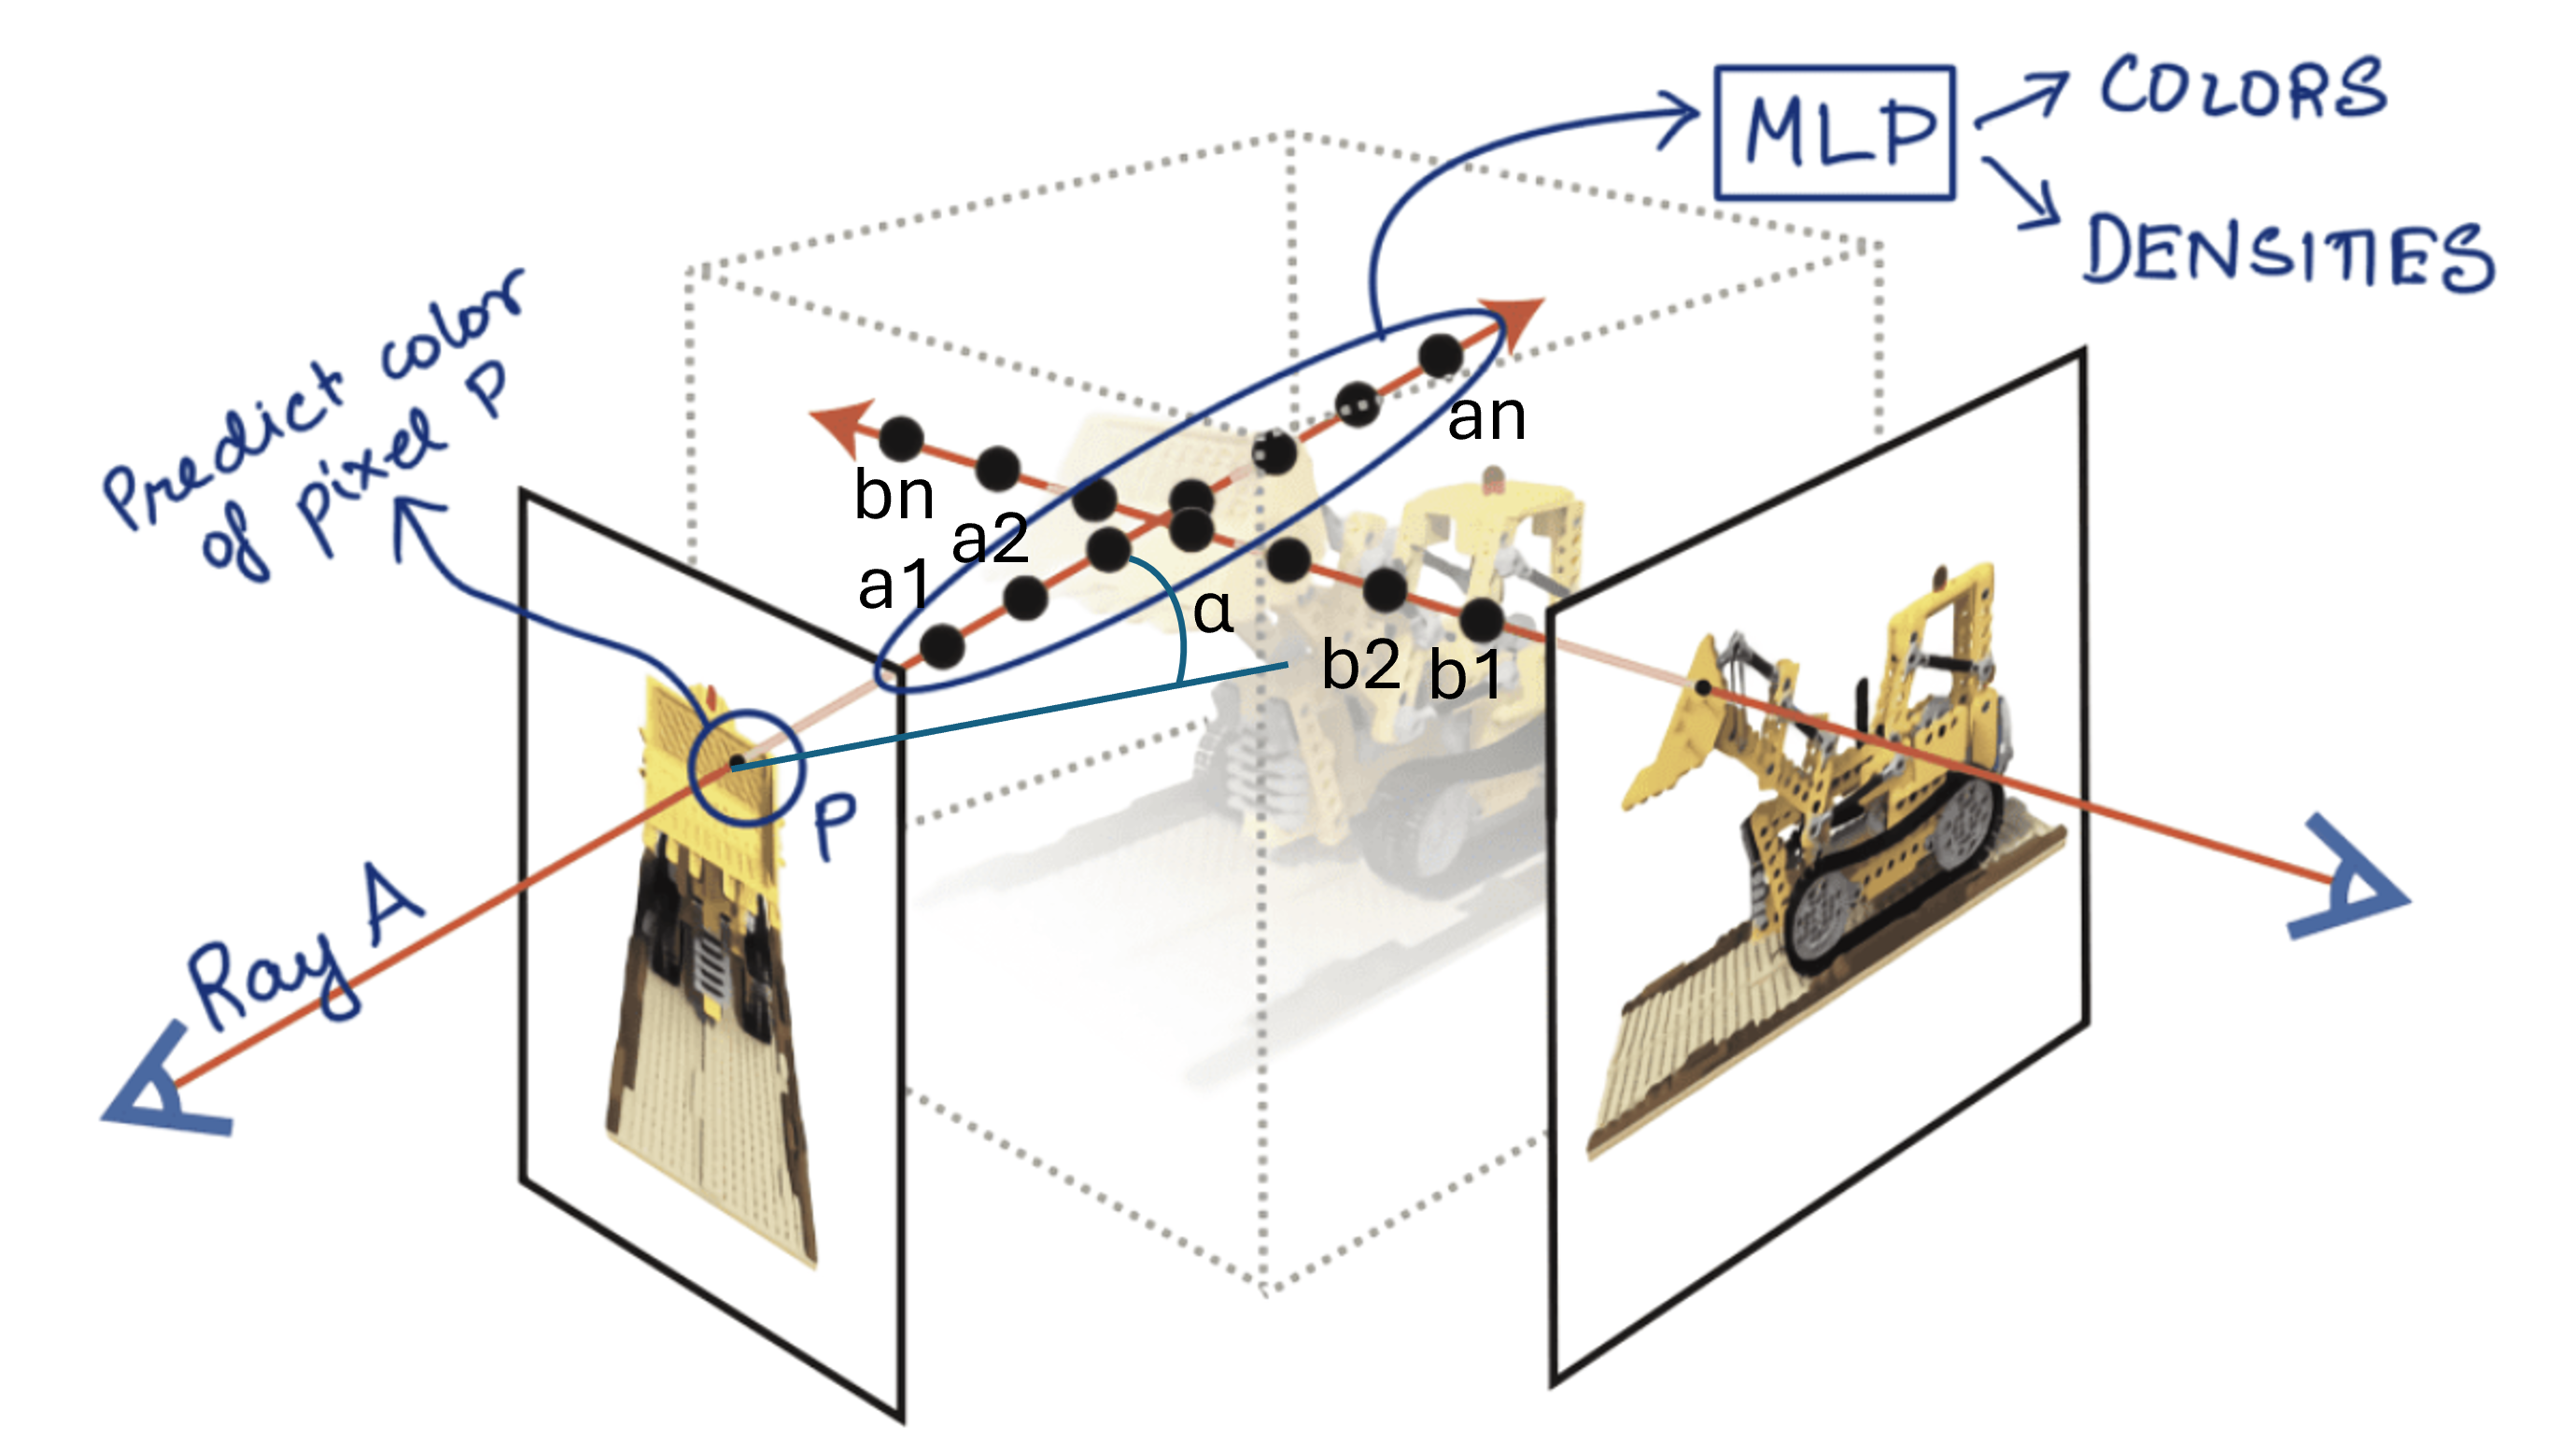 MLP
COLORS
DENSITIES
Predict color
of pixel P
an
bn
a2
a1
α
b2
b1
P
Ray A